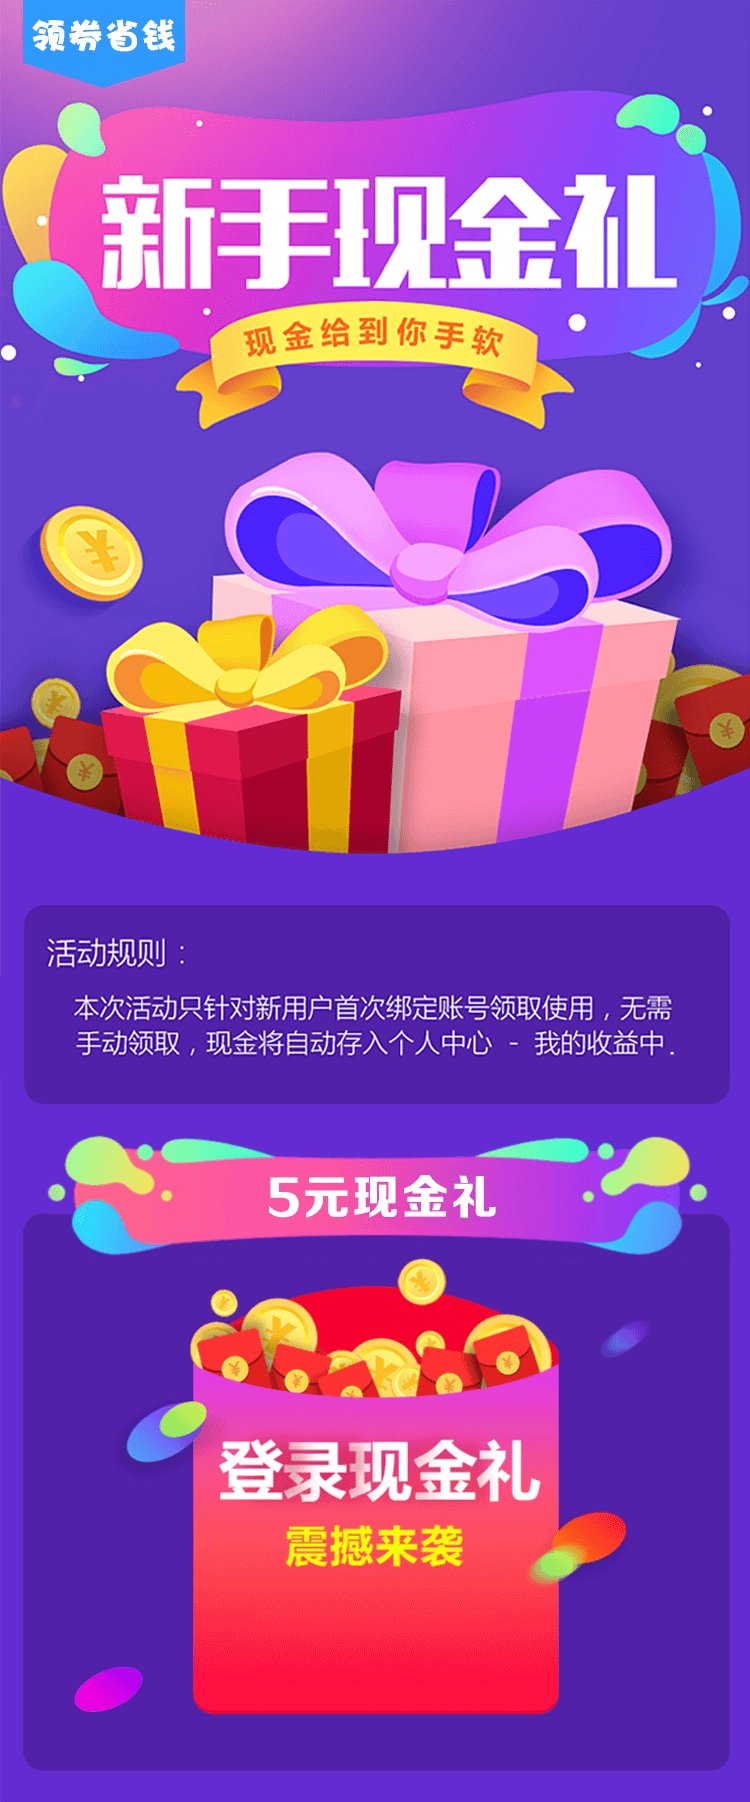 领券省钱
新手现金礼
现金给到你手软
活动规则：
本次活动只针对新用户首次绑定账号领取使用，无需
手动领取，现金将自动存入个人中心 - 我的收益中.
5元现金礼
登录现金礼
震撼来袭